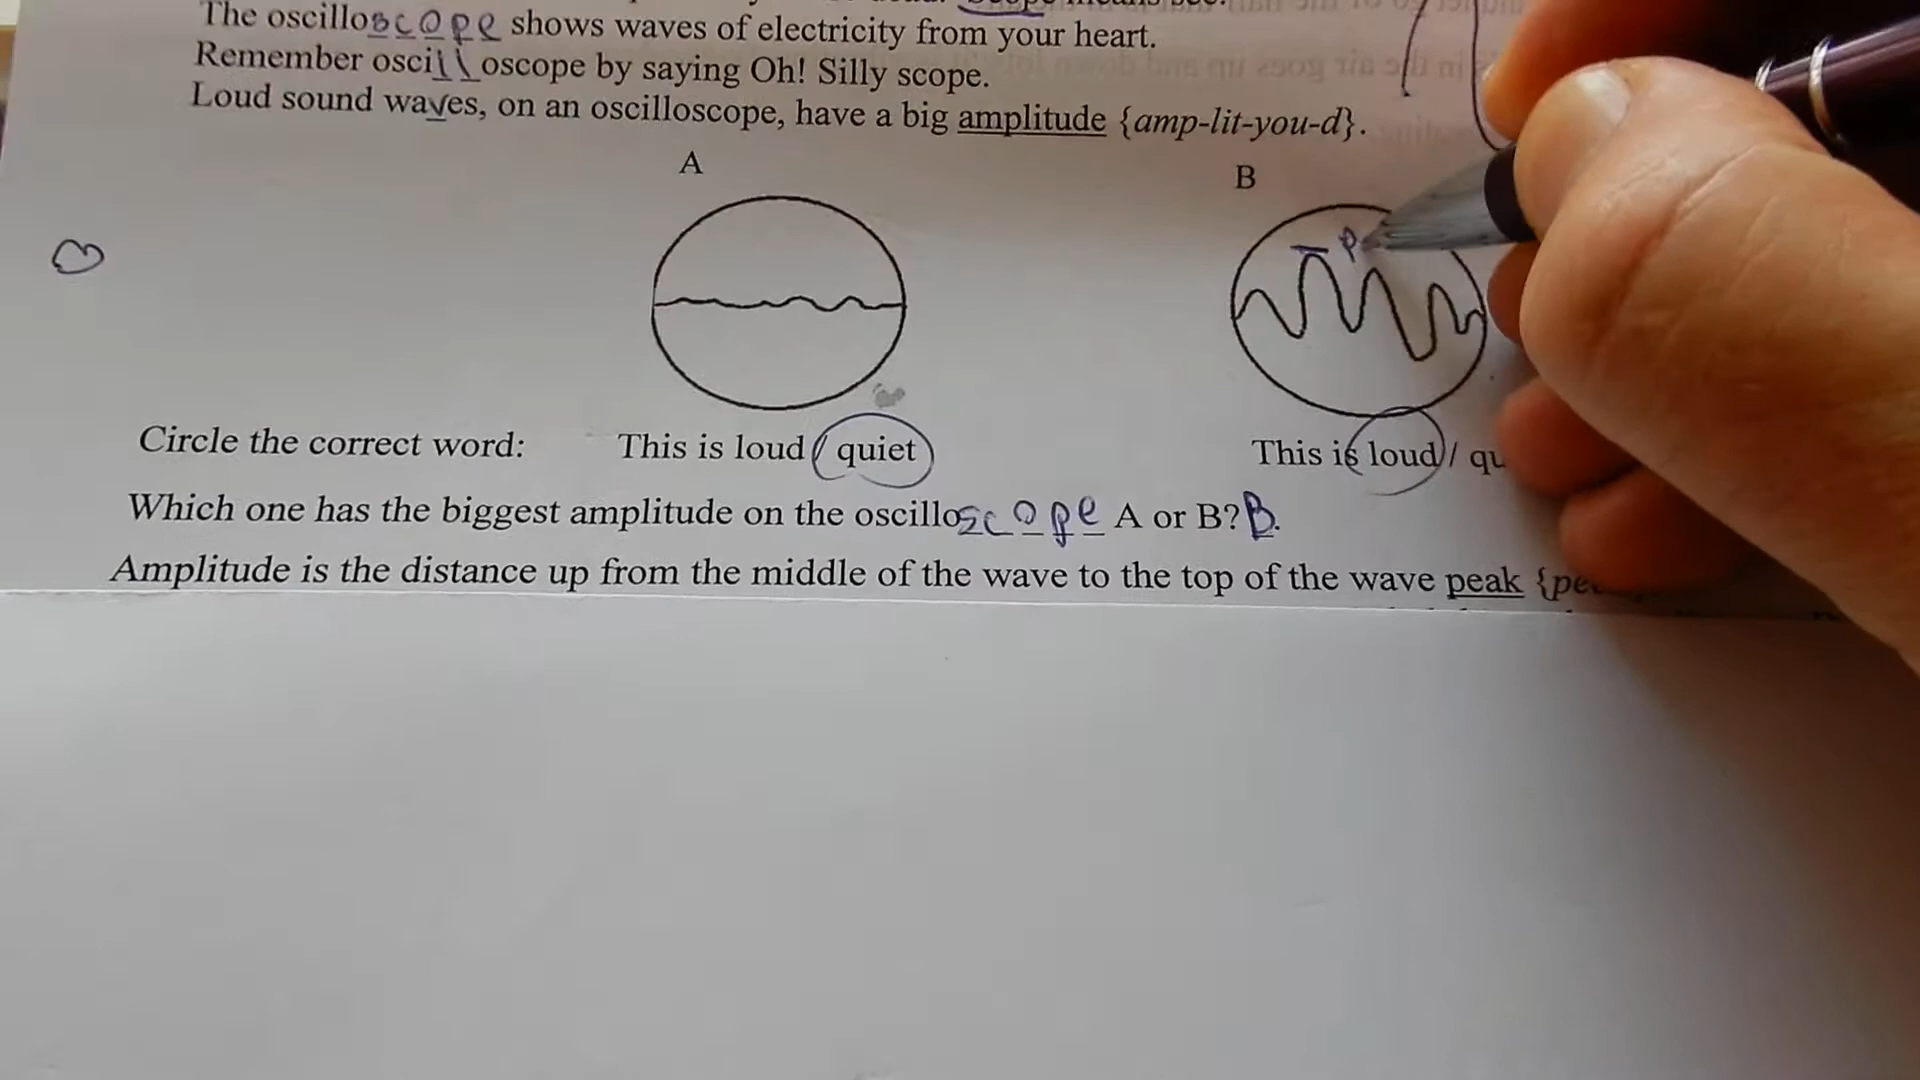 Scope means see.
The oscilloscope shows waves of electricity from your heart.
Remember oscilloscope by saying Oh! Silly scope.
Loud sound waves, on an oscilloscope, have a big amplitude {amp-lit-you-d}.
A B
P
Circle the correct word: This is loud / quiet This is loud / qu
Which one has the biggest amplitude on the oscilloscope A or B? B.
Amplitude is the distance up from the middle of the wave to the top of the wave peak {pe